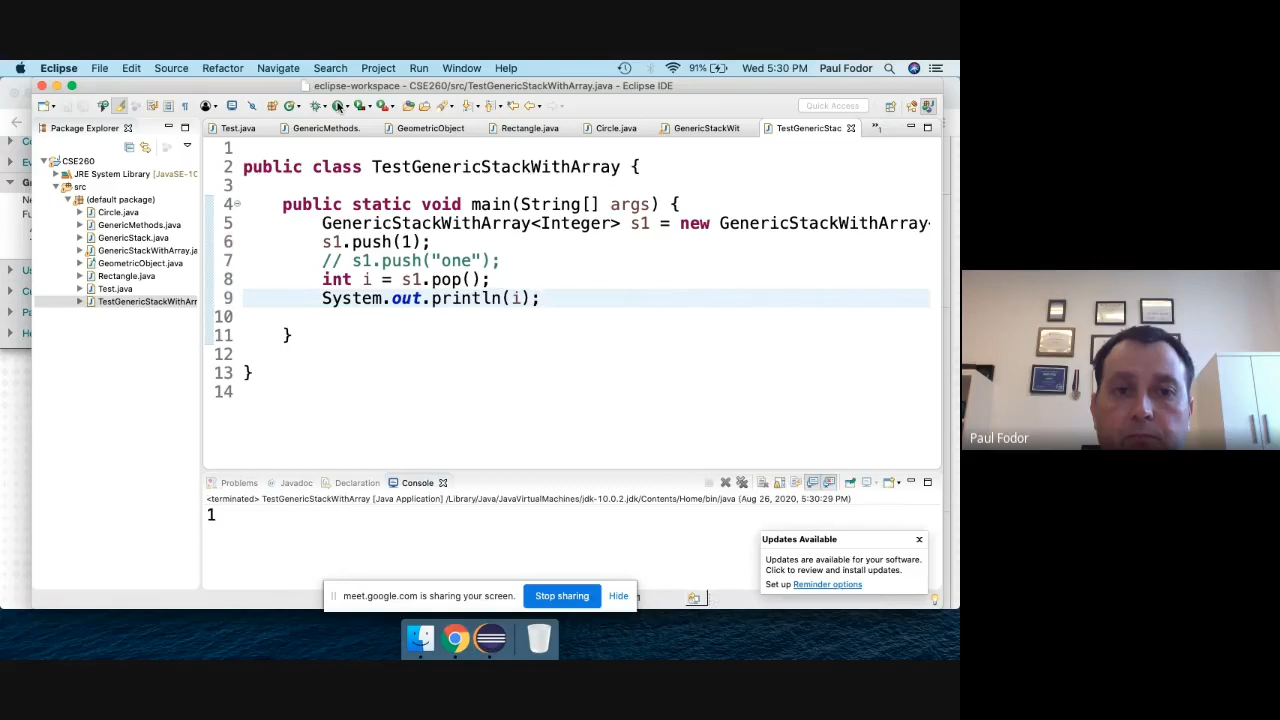 Eclipse File Edit Source Refactor Navigate Search Project Run Window Help 91% Wed 5:30 PM Paul Fodor
eclipse-workspace - CSE260/src/TestGenericStackWithArray.java - Eclipse IDE
Quick Access
Package Explorer
Test.java GenericMethods. GeometricObject Rectangle.java Circle.java GenericStackWit TestGenericStac
CSE260
JRE System Library [JavaSE-10
src
(default package)
Circle.java
GenericMethods.java
GenericStack.java
GenericStackWithArray.ja
GeometricObject.java
Rectangle.java
Test.java
TestGenericStackWithArr
1
2 public class TestGenericStackWithArray {
3
4 public static void main(String[] args) {
5 GenericStackWithArray<Integer> s1 = new GenericStackWithArray<
6 s1.push(1);
7 // s1.push("one");
8 int i = s1.pop();
9 System.out.println(i);
10
11 }
12
13 }
14
Problems Javadoc Declaration Console
<terminated> TestGenericStackWithArray [Java Application] /Library/Java/JavaVirtualMachines/jdk-10.0.2.jdk/Contents/Home/bin/java (Aug 26, 2020, 5:30:29 PM)
1
Updates Available
Updates are available for your software.
Click to review and install updates.
Set up Reminder options
meet.google.com is sharing your screen. Stop sharing Hide
Paul Fodor